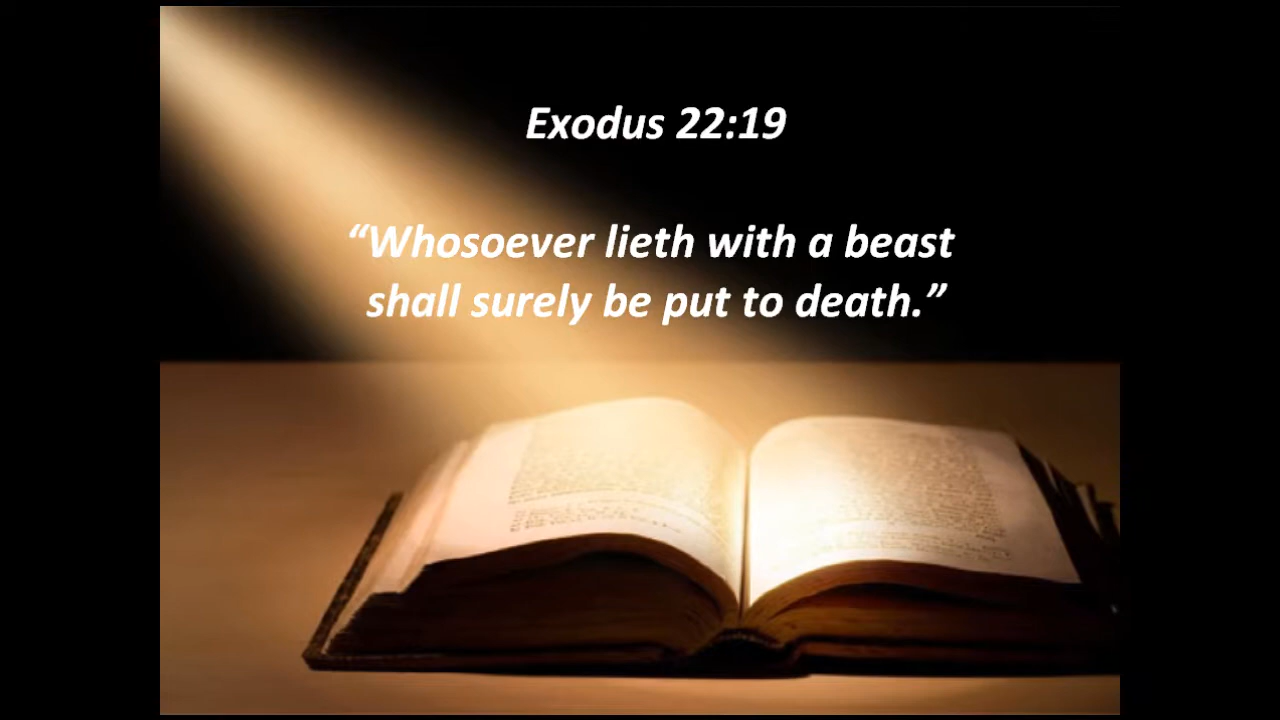 Exodus 22:19
“Whosoever lieth with a beast
shall surely be put to death.”